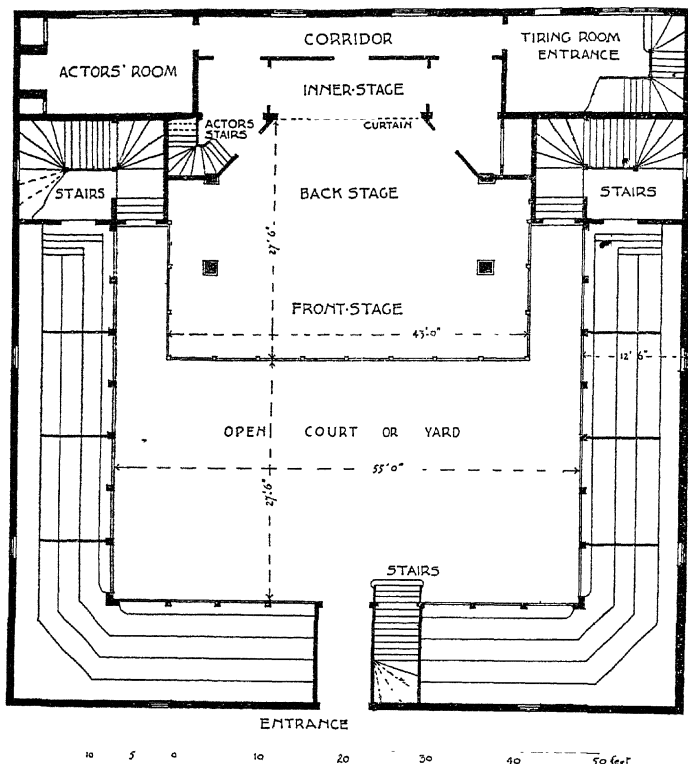 CORRIDOR
TIRING ROOM
ENTRANCE
ACTORS' ROOM
INNER·STAGE
ACTORS
STAIRS
CURTAIN
STAIRS
BACK STAGE
STAIRS
27'·6"
FRONT·STAGE
43'·0"
12'·6"
OPEN COURT OR YARD
55'·0"
27'·6"
STAIRS
ENTRANCE
10 5 0 10 20 30 40 50 feet